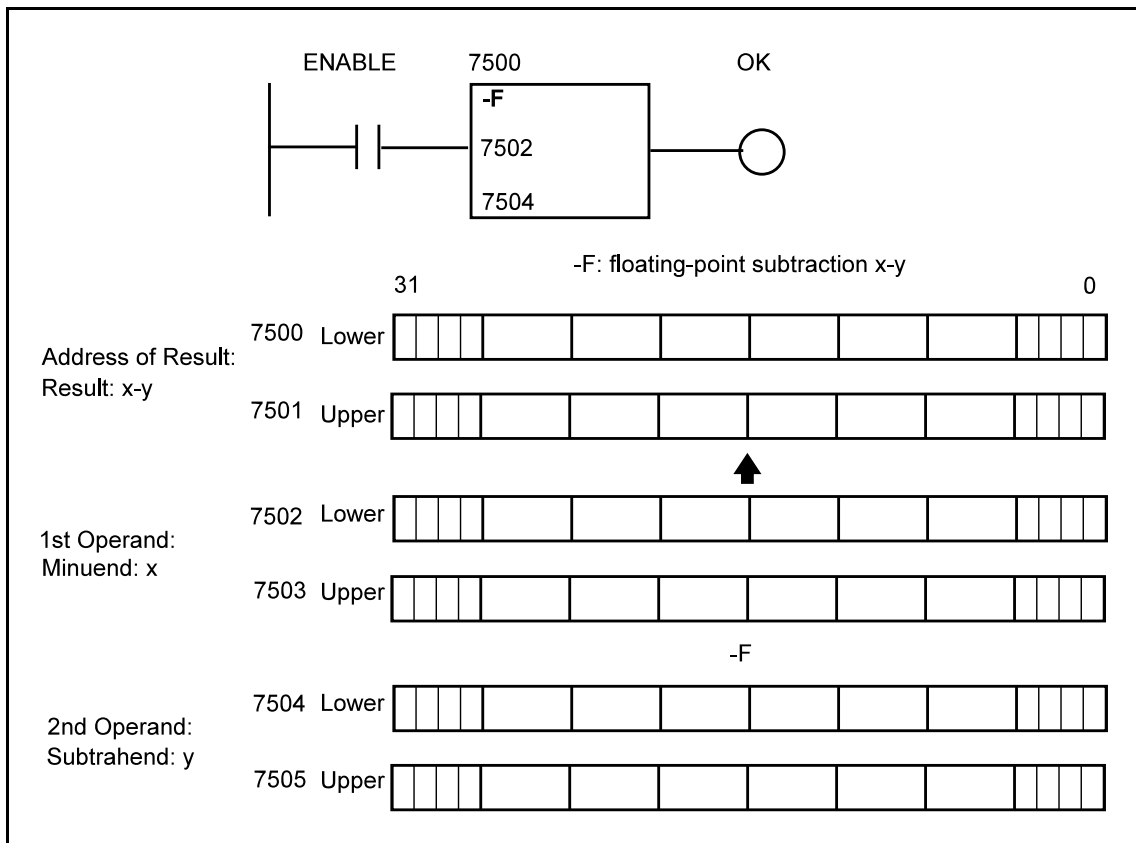 ENABLE 7500 OK
-F
7502
7504
-F: floating-point subtraction x-y
31 0
7500 Lower
Address of Result:
Result: x-y
7501 Upper
7502 Lower
1st Operand:
Minuend: x
7503 Upper
-F
7504 Lower
2nd Operand:
Subtrahend: y
7505 Upper